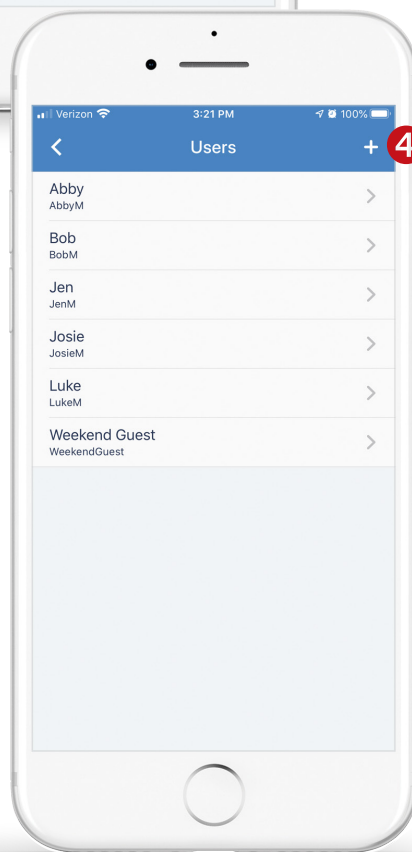 Verizon 3:21 PM 100%
Users + 4
Abby
AbbyM
Bob
BobM
Jen
JenM
Josie
JosieM
Luke
LukeM
Weekend Guest
WeekendGuest